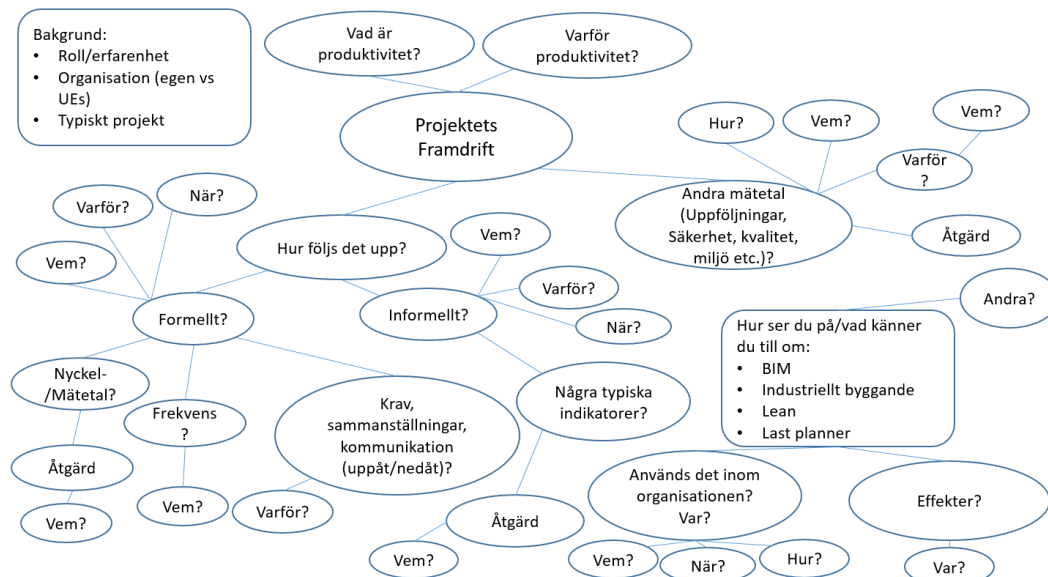 Bakgrund:
• Roll/erfarenhet
• Organisation (egen vs
UEs)
• Typiskt projekt
Vad är
produktivitet?
Varför
produktivitet?
Projektets
Framdrift
Hur?
Vem?
Vem?
Varför
?
Andra mätetal
(Uppföljningar,
Säkerhet, kvalitet,
miljö etc.)?
Åtgärd
När?
Varför?
Vem?
Hur följs det upp?
Vem?
Varför?
När?
Formellt?
Informellt?
Andra?
Hur ser du på/vad känner
du till om:
• BIM
• Industriellt byggande
• Lean
• Last planner
Nyckel-
/Mätetal?
Frekvens
?
Krav,
sammanställningar,
kommunikation
(uppåt/nedåt)?
Några typiska
indikatorer?
Åtgärd
Vem?
Vem?
Varför?
Åtgärd
Vem?
Används det inom
organisationen?
Var?
Effekter?
Vem?
När?
Hur?
Var?